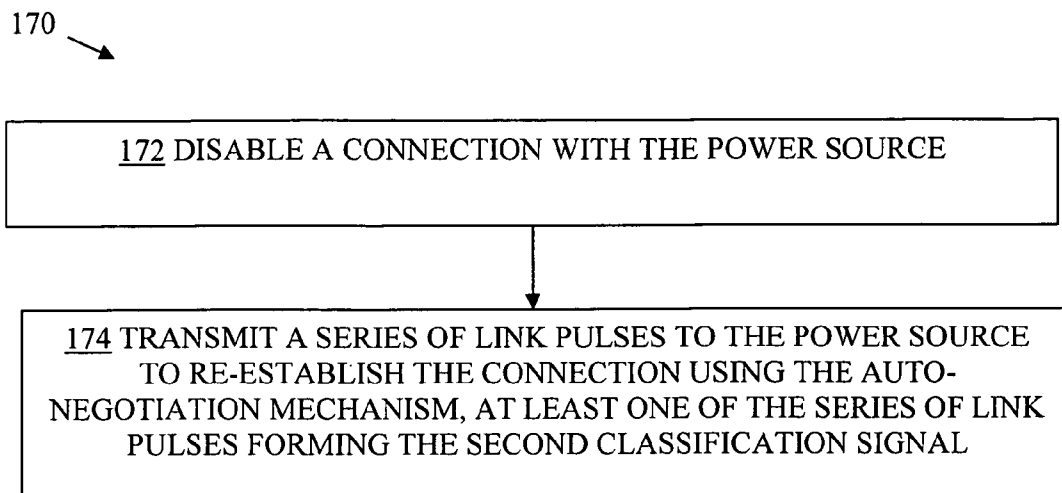 170
172 DISABLE A CONNECTION WITH THE POWER SOURCE
174 TRANSMIT A SERIES OF LINK PULSES TO THE POWER SOURCE
TO RE-ESTABLISH THE CONNECTION USING THE AUTO-
NEGOTIATION MECHANISM, AT LEAST ONE OF THE SERIES OF LINK
PULSES FORMING THE SECOND CLASSIFICATION SIGNAL